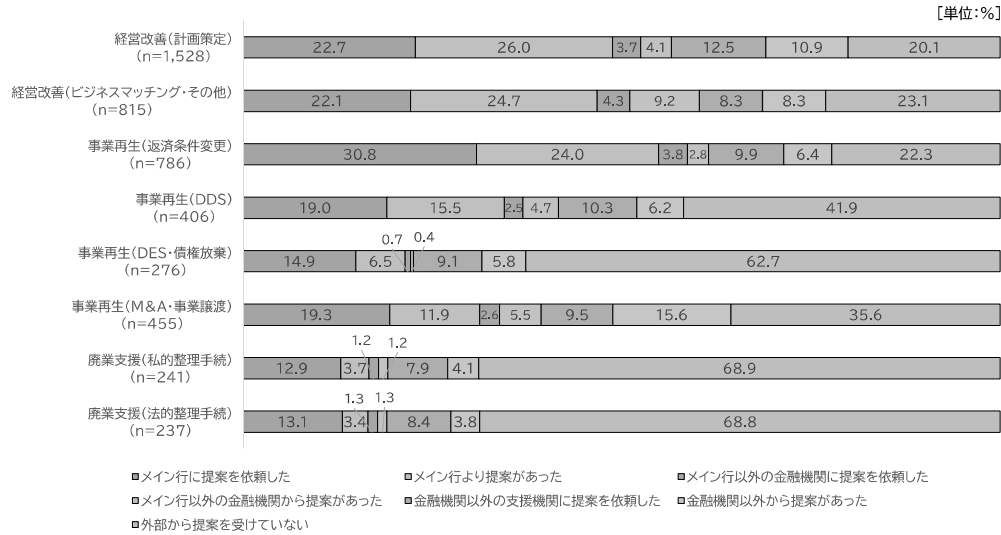 [単位:%]
経営改善(計画策定)
(n=1,528)
22.7 26.0 3.7 4.1 12.5 10.9 20.1
経営改善(ビジネスマッチング・その他)
(n=815)
22.1 24.7 4.3 9.2 8.3 8.3 23.1
事業再生(返済条件変更)
(n=786)
30.8 24.0 3.8 2.8 9.9 6.4 22.3
事業再生(DDS)
(n=406)
19.0 15.5 2.5 4.7 10.3 6.2 41.9
0.7 0.4
事業再生(DES・債権放棄)
(n=276)
14.9 6.5 9.1 5.8 62.7
事業再生(M&A・事業譲渡)
(n=455)
19.3 11.9 2.6 5.5 9.5 15.6 35.6
1.2 1.2
廃業支援(私的整理手続)
(n=241)
12.9 3.7 7.9 4.1 68.9
1.3 1.3
廃業支援(法的整理手続)
(n=237)
13.1 3.4 8.4 3.8 68.8
メイン行に提案を依頼した メイン行より提案があった メイン行以外の金融機関に提案を依頼した
メイン行以外の金融機関から提案があった 金融機関以外の支援機関に提案を依頼した 金融機関以外から提案があった
外部から提案を受けていない